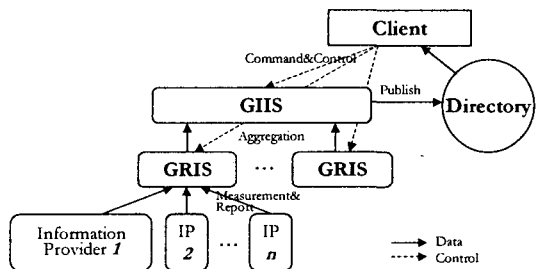 Client
Command&Control
Publish
GIIS
Directory
Aggregation
GRIS
...
GRIS
Measurement&
Report
Information
Provider 1
IP
2
...
IP
n
Data
Control